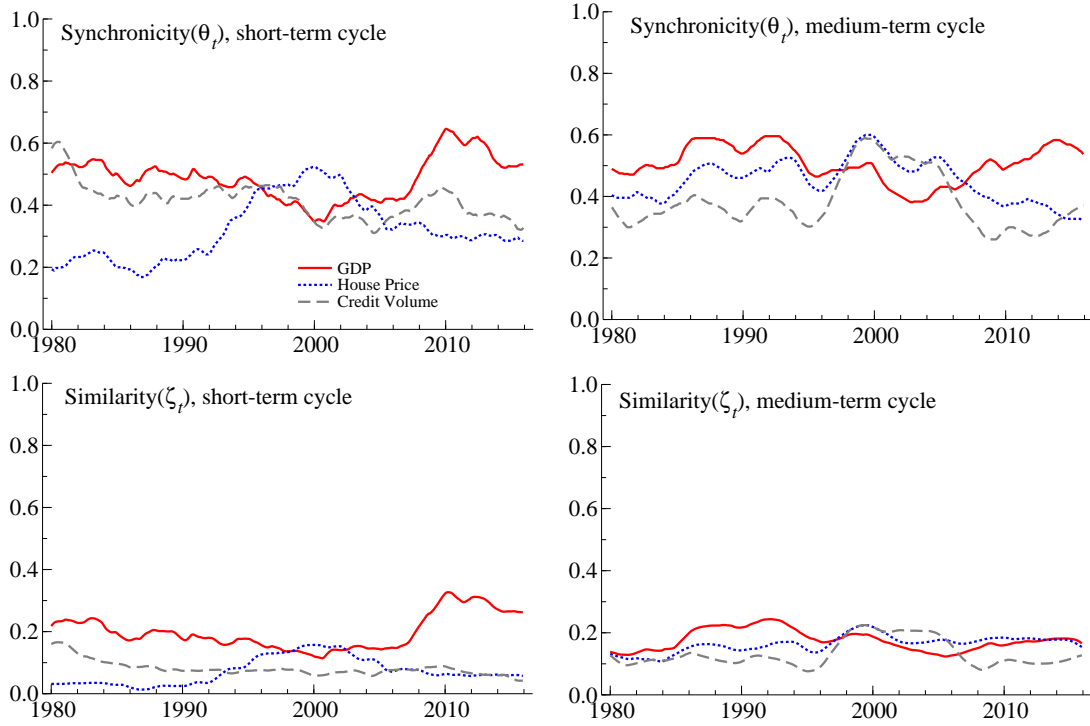 Synchronicity(θt), short-term cycle
1.0
0.8
0.6
0.4
0.2
0.0
GDP
House Price
Credit Volume
1980 1990 2000 2010
Synchronicity(θt), medium-term cycle
1.0
0.8
0.6
0.4
0.2
0.0
1980 1990 2000 2010
Similarity(ζt), short-term cycle
1.0
0.8
0.6
0.4
0.2
0.0
1980 1990 2000 2010
Similarity(ζt), medium-term cycle
1.0
0.8
0.6
0.4
0.2
0.0
1980 1990 2000 2010